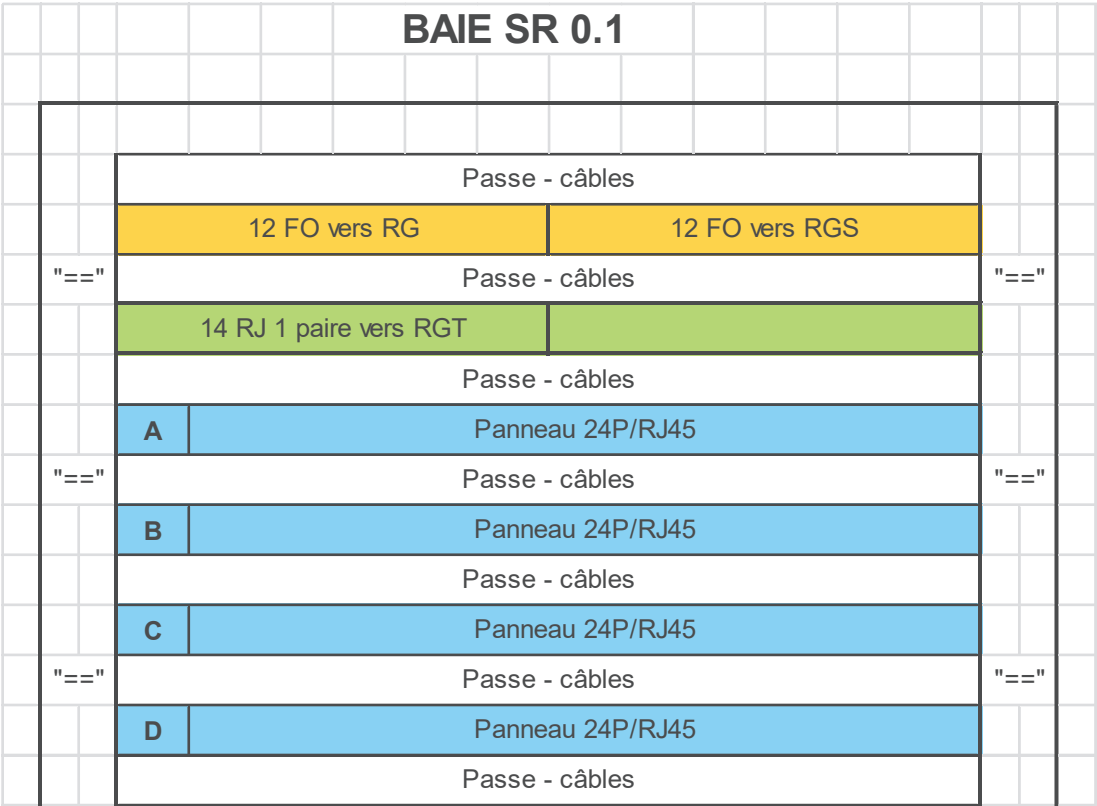 BAIE SR 0.1
Passe - câbles
12 FO vers RG 12 FO vers RGS
"==" Passe - câbles "=="
14 RJ 1 paire vers RGT
Passe - câbles
A Panneau 24P/RJ45
"==" Passe - câbles "=="
B Panneau 24P/RJ45
Passe - câbles
C Panneau 24P/RJ45
"==" Passe - câbles "=="
D Panneau 24P/RJ45
Passe - câbles